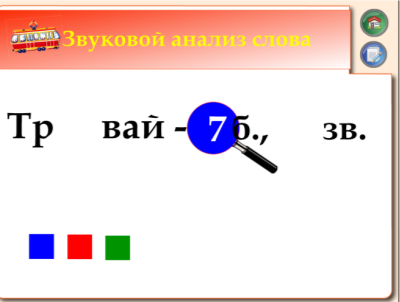 Звуковой анализ слова
Тр вай - 7 б., зв.